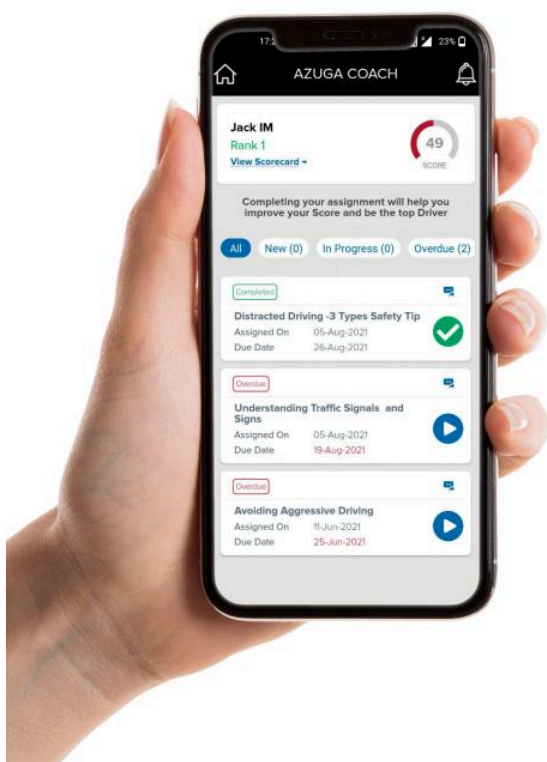 23%
AZUGA COACH
Jack IM
Rank 1
View Scorecard
49
SCORE
Completing your assignment will help you
improve your Score and be the top Driver
All New (0) In Progress (0) Overdue (2)
Completed
Distracted Driving -3 Types Safety Tip
Assigned On 05-Aug-2021
Due Date 26-Aug-2021
Overdue
Understanding Traffic Signals and
Signs
Assigned On 05-Aug-2021
Due Date 19-Aug-2021
Overdue
Avoiding Aggressive Driving
Assigned On 11-Jun-2021
Due Date 25-Jun-2021